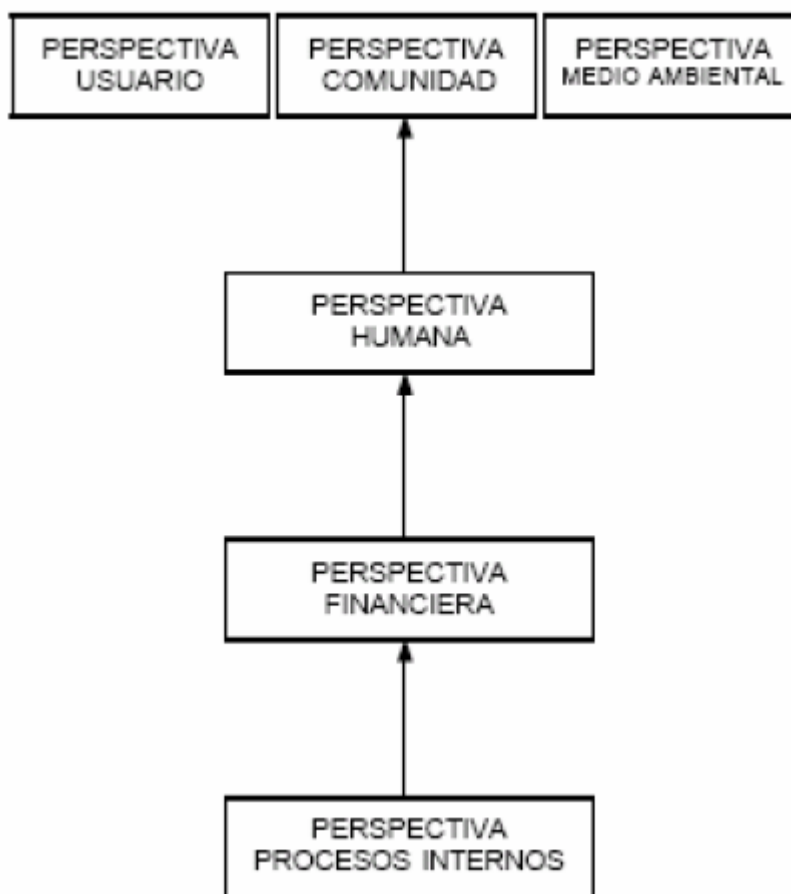 PERSPECTIVA
USUARIO
PERSPECTIVA
COMUNIDAD
PERSPECTIVA
MEDIO AMBIENTAL
PERSPECTIVA
HUMANA
PERSPECTIVA
FINANCIERA
PERSPECTIVA
PROCESOS INTERNOS